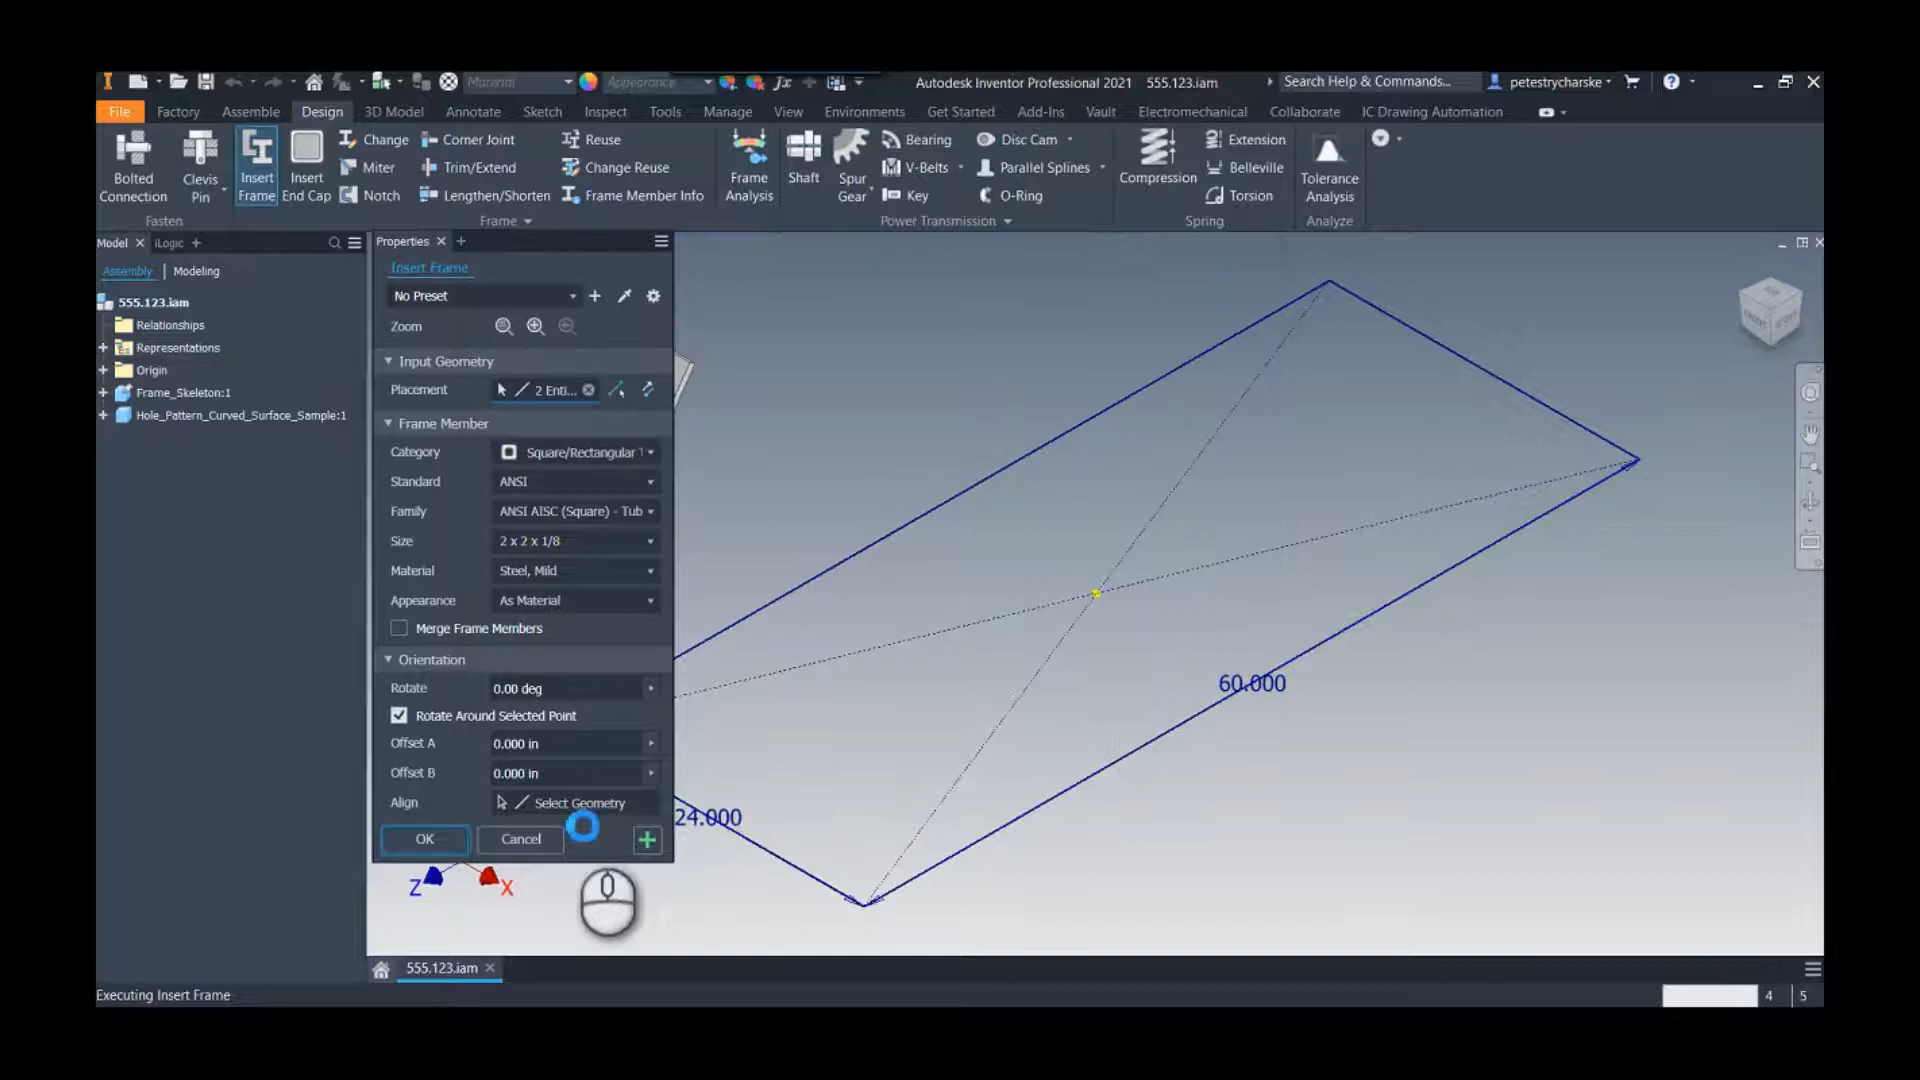 Material
Appearance
fx
Autodesk Inventor Professional 2021 555.123.iam
Search Help & Commands...
petestrycharske
File Factory Assemble Design 3D Model Annotate Sketch Inspect Tools Manage View Environments Get Started Add-Ins Vault Electromechanical Collaborate IC Drawing Automation
Bolted Connection
Clevis Pin
Fasten
Insert Frame
Insert End Cap
Change
Miter
Notch
Corner Joint
Trim/Extend
Lengthen/Shorten
Reuse
Change Reuse
Frame Member Info
Frame
Frame Analysis
Shaft
Spur Gear
Bearing
V-Belts
Key
Disc Cam
Parallel Splines
O-Ring
Power Transmission
Compression
Extension
Belleville
Torsion
Spring
Tolerance Analysis
Analyze
Model iLogic
Assembly | Modeling
555.123.iam
Relationships
Representations
Origin
Frame_Skeleton:1
Hole_Pattern_Curved_Surface_Sample:1
Properties
Insert Frame
No Preset
Zoom
Input Geometry
Placement 2 Enti...
Frame Member
Category Square/Rectangular
Standard ANSI
Family ANSI AISC (Square) - Tub
Size 2 x 2 x 1/8
Material Steel, Mild
Appearance As Material
Merge Frame Members
Orientation
Rotate 0.00 deg
Rotate Around Selected Point
Offset A 0.000 in
Offset B 0.000 in
Align Select Geometry
OK Cancel
60.000
24.000
Z X
555.123.iam
Executing Insert Frame
4 5